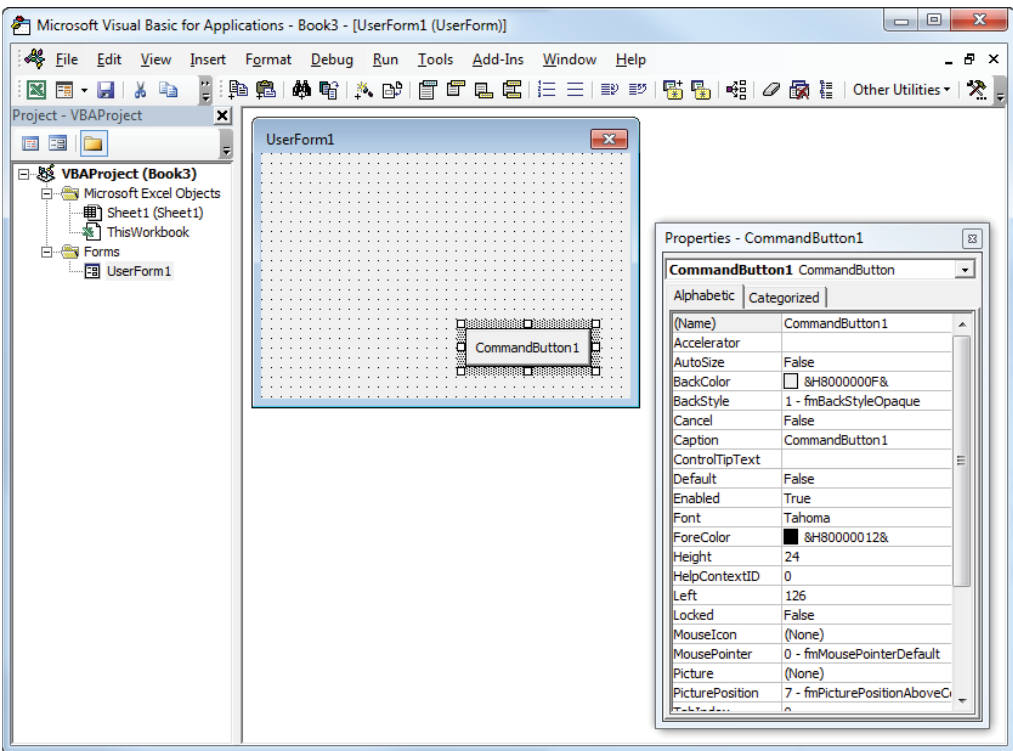 Microsoft Visual Basic for Applications - Book3 - [UserForm1 (UserForm)]
File Edit View Insert Format Debug Run Tools Add-Ins Window Help
Other Utilities
Project - VBAProject
VBAProject (Book3)
Microsoft Excel Objects
Sheet1 (Sheet1)
ThisWorkbook
Forms
UserForm1
UserForm1
CommandButton1
Properties - CommandButton1
CommandButton1 CommandButton
Alphabetic Categorized
(Name) CommandButton1
Accelerator
AutoSize False
BackColor &H8000000F&
BackStyle 1 - fmBackStyleOpaque
Cancel False
Caption CommandButton1
ControlTipText
Default False
Enabled True
Font Tahoma
ForeColor &H80000012&
Height 24
HelpContextID 0
Left 126
Locked False
MouseIcon (None)
MousePointer 0 - fmMousePointerDefault
Picture (None)
PicturePosition 7 - fmPicturePositionAboveCe